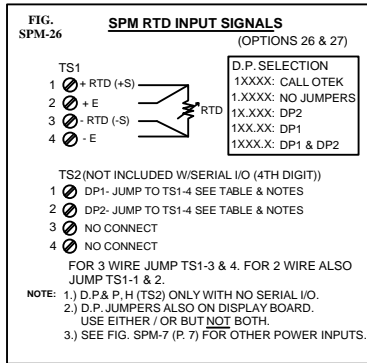 FIG.
SPM-26
SPM RTD INPUT SIGNALS
(OPTIONS 26 & 27)
TS1
1 + RTD (+S)
2 + E
3 - RTD (-S)
4 - E
RTD
D.P. SELECTION
1XXXX: CALL OTEK
1.XXXX: NO JUMPERS
1X.XXX: DP2
1XX.XX: DP1
1XXX.X: DP1 & DP2
TS2 (NOT INCLUDED W/SERIAL I/O (4TH DIGIT))
1 DP1- JUMP TO TS1-4 SEE TABLE & NOTES
2 DP2- JUMP TO TS1-4 SEE TABLE & NOTES
3 NO CONNECT
4 NO CONNECT
FOR 3 WIRE JUMP TS1-3 & 4. FOR 2 WIRE ALSO
JUMP TS1-1 & 2.
NOTE: 1.) D.P.& P, H (TS2) ONLY WITH NO SERIAL I/O.
2.) D.P. JUMPERS ALSO ON DISPLAY BOARD.
USE EITHER / OR BUT NOT BOTH.
3.) SEE FIG. SPM-7 (P. 7) FOR OTHER POWER INPUTS.